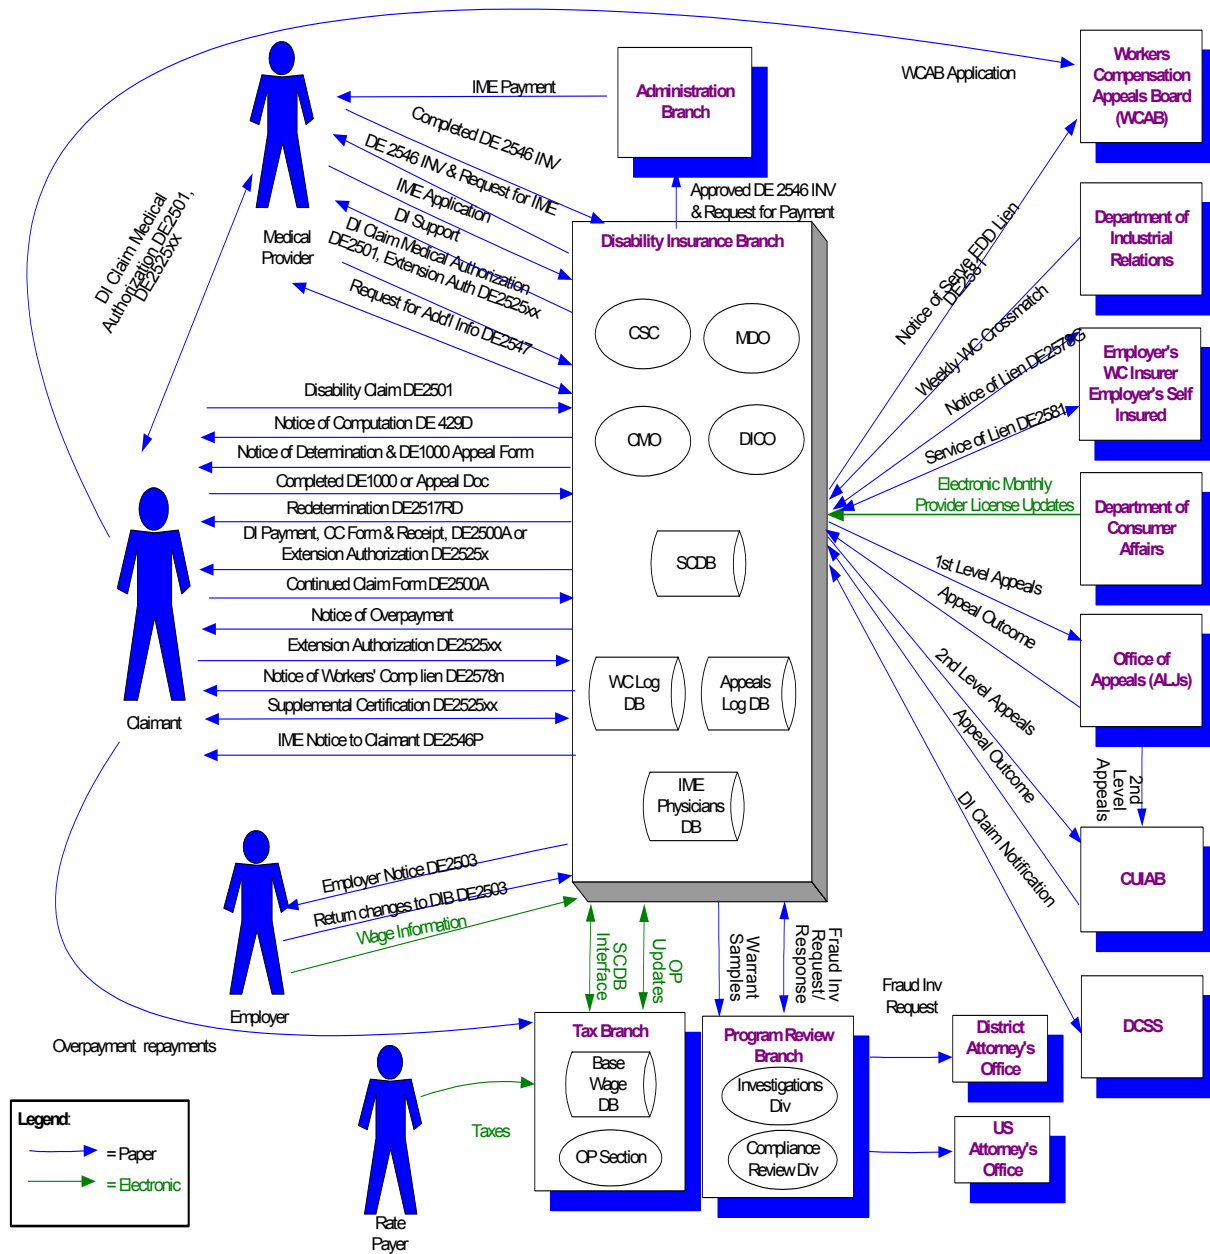 WCAB Application
Workers
Compensation
Appeals Board
(WCAB)
IME Payment
Administration
Branch
Completed DE 2546 INV
DE 2546 INV & Request for IME
IME Application
DI Support
DI Claim Medical Authorization
DE2501, Extension Auth DE2525xx
Request for Add'l Info DE2547
Medical
Provider
Approved DE 2546 INV
& Request for Payment
DI Claim Medical
Authorization DE2501,
DE2525xx
Disability Insurance Branch
CSC
MDO
CMO
DICO
SCDB
WC Log
DB
Appeals
Log DB
IME
Physicians
DB
Notice of Serve EDD Lien
DE2581
Weekly WC Crossmatch
Notice of Lien DE2578G
Service of Lien DE2581
Department of
Industrial
Relations
Employer's
WC Insurer
Employer's Self
Insured
Electronic Monthly
Provider License Updates
Department of
Consumer
Affairs
Disability Claim DE2501
Notice of Computation DE 429D
Notice of Determination & DE1000 Appeal Form
Completed DE1000 or Appeal Doc
Redetermination DE2517RD
DI Payment, CC Form & Receipt, DE2500A or
Extension Authorization DE2525x
Continued Claim Form DE2500A
Notice of Overpayment
Extension Authorization DE2525xx
Notice of Workers' Comp lien DE2578n
Supplemental Certification DE2525xx
IME Notice to Claimant DE2546P
Claimant
1st Level Appeals
Appeal Outcome
Office of
Appeals (ALJs)
2nd Level Appeals
Appeal Outcome
2nd
Level
Appeals
DI Claim Notification
CUIAB
DCSS
Employer Notice DE2503
Return changes to DIB DE2503
Wage Information
Employer
SCDB
Interface
OP
Updates
Warrant
Samples
Fraud Inv
Request/
Response
Fraud Inv
Request
Overpayment repayments
Tax Branch
Base
Wage
DB
OP Section
Program Review
Branch
Investigations
Div
Compliance
Review Div
District
Attorney's
Office
US
Attorney's
Office
Taxes
Rate
Payer
Legend:
= Paper
= Electronic